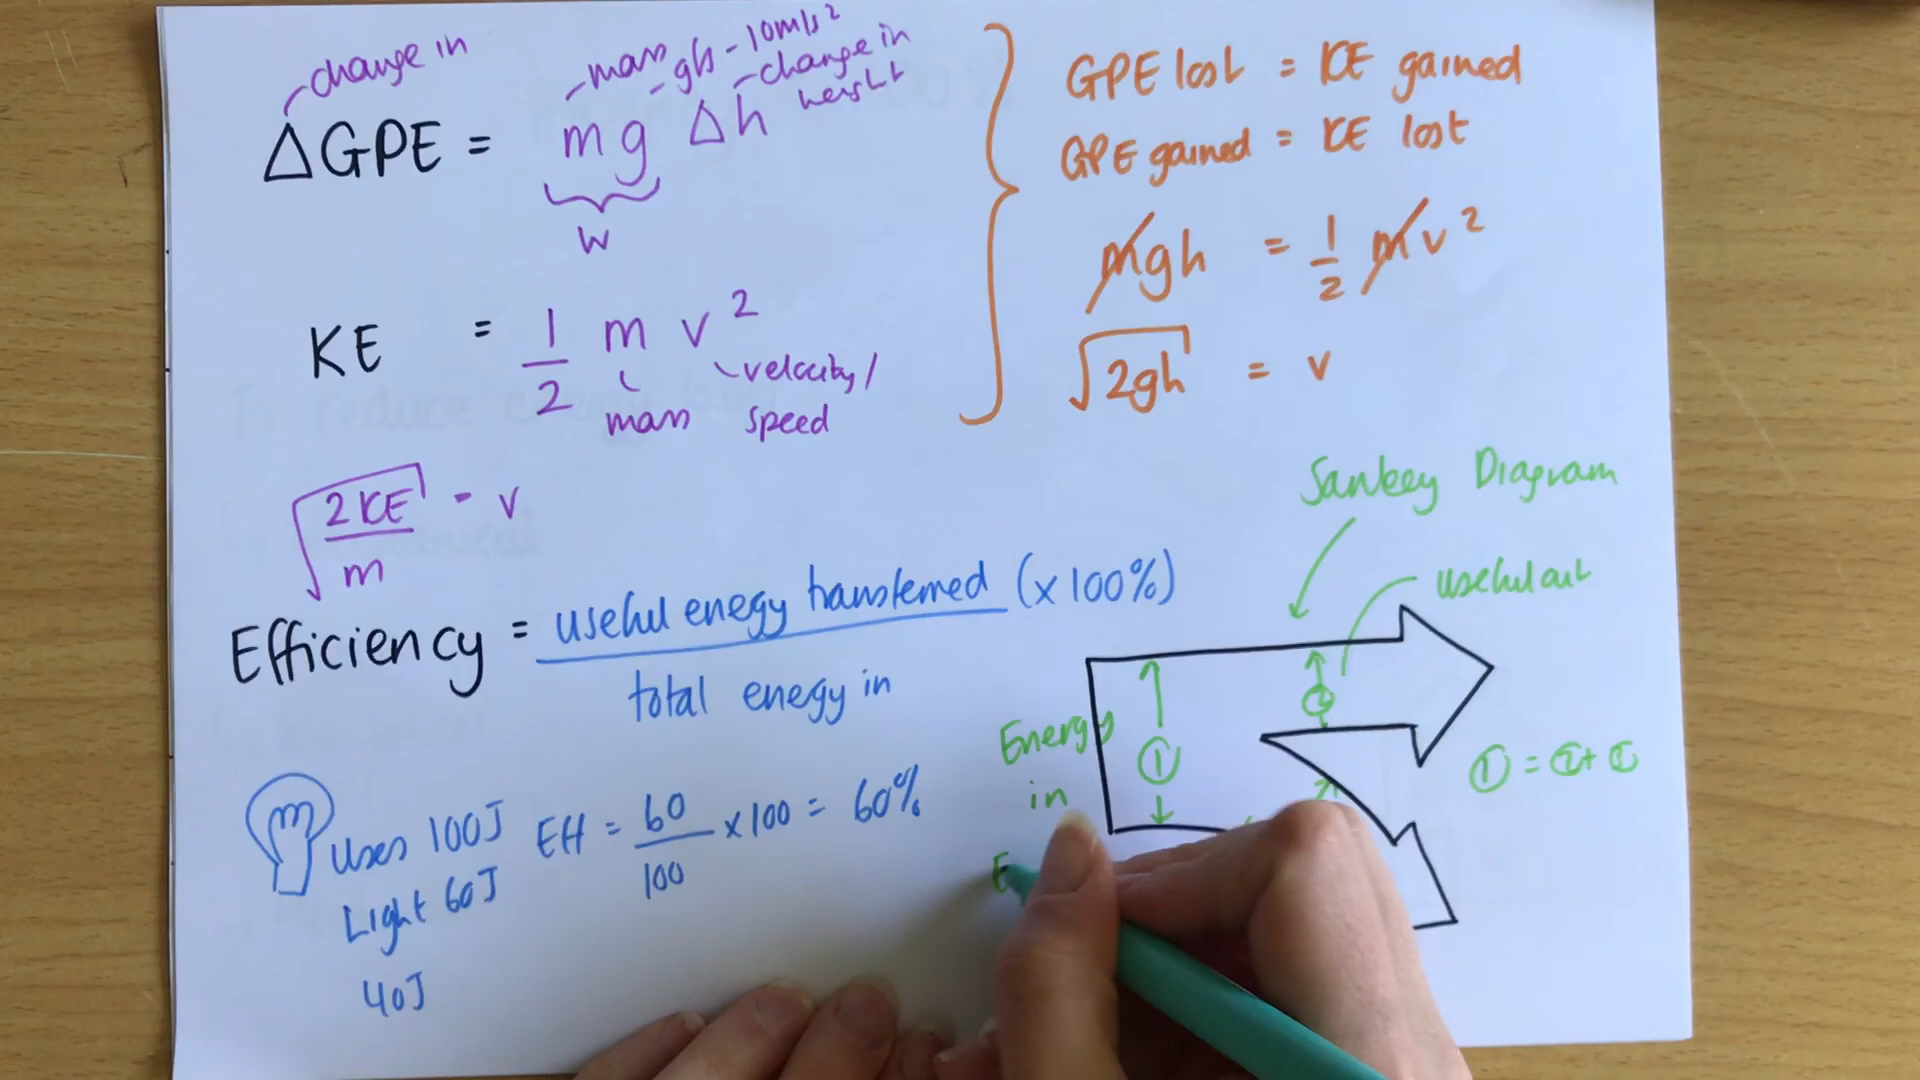 change in
mass
g/s - 10m/s²
change in
height
ΔGPE = mg Δh
W
KE = 1/2 m v²
mass
velocity/
speed
√2KE/m = v
GPE lost = KE gained
GPE gained = KE lost
mgh = 1/2 mv²
√2gh = v
Efficiency = useful energy transferred (x 100%)
total energy in
Uses 100J
Light 60J
40J
Eff = 60/100 x100 = 60%
Sankey Diagram
useful out
Energy
in
①
②
① = ②+
E